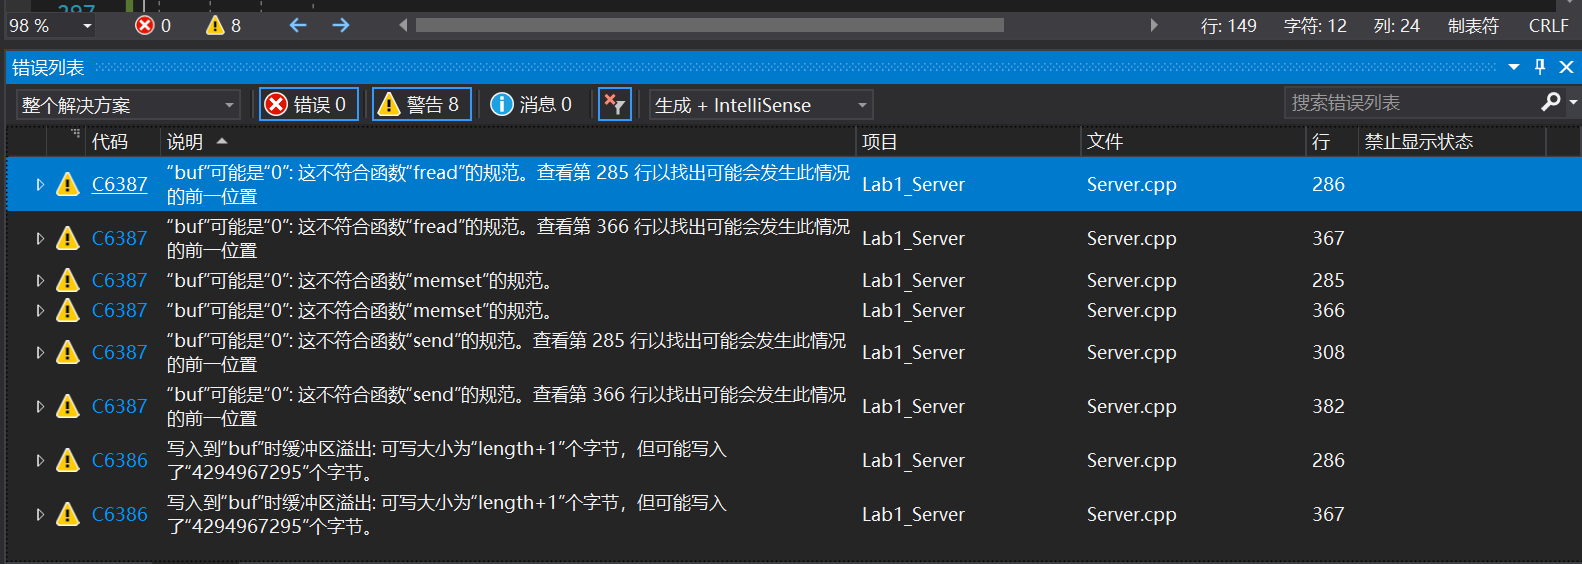 297
98 %
0
8
行: 149
字符: 12
列: 24
制表符
CRLF
错误列表
整个解决方案
错误 0
警告 8
消息 0
生成 + IntelliSense
搜索错误列表
代码
说明
项目
文件
行
禁止显示状态
C6387
“buf”可能是“0”: 这不符合函数“fread”的规范。查看第 285 行以找出可能会发生此情况
的前一位置
Lab1_Server
Server.cpp
286
C6387
“buf”可能是“0”: 这不符合函数“fread”的规范。查看第 366 行以找出可能会发生此情况
的前一位置
Lab1_Server
Server.cpp
367
C6387
“buf”可能是“0”: 这不符合函数“memset”的规范。
Lab1_Server
Server.cpp
285
C6387
“buf”可能是“0”: 这不符合函数“memset”的规范。
Lab1_Server
Server.cpp
366
C6387
“buf”可能是“0”: 这不符合函数“send”的规范。查看第 285 行以找出可能会发生此情况
的前一位置
Lab1_Server
Server.cpp
308
C6387
“buf”可能是“0”: 这不符合函数“send”的规范。查看第 366 行以找出可能会发生此情况
的前一位置
Lab1_Server
Server.cpp
382
C6386
写入到“buf”时缓冲区溢出: 可写大小为“length+1”个字节，但可能写入
了“4294967295”个字节。
Lab1_Server
Server.cpp
286
C6386
写入到“buf”时缓冲区溢出: 可写大小为“length+1”个字节，但可能写入
了“4294967295”个字节。
Lab1_Server
Server.cpp
367